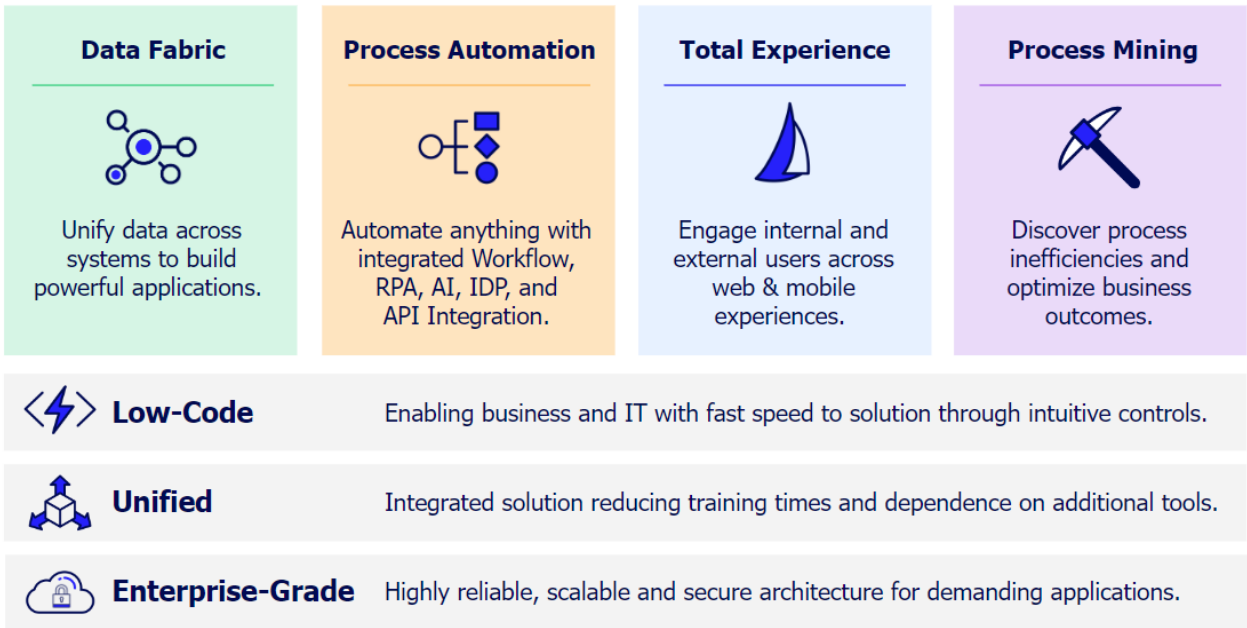 Data Fabric
Unify data across
systems to build
powerful applications.
Process Automation
Automate anything with
integrated Workflow,
RPA, AI, IDP, and
API Integration.
Total Experience
Engage internal and
external users across
web & mobile
experiences.
Process Mining
Discover process
inefficiencies and
optimize business
outcomes.
Low-Code
Enabling business and IT with fast speed to solution through intuitive controls.
Unified
Integrated solution reducing training times and dependence on additional tools.
Enterprise-Grade
Highly reliable, scalable and secure architecture for demanding applications.